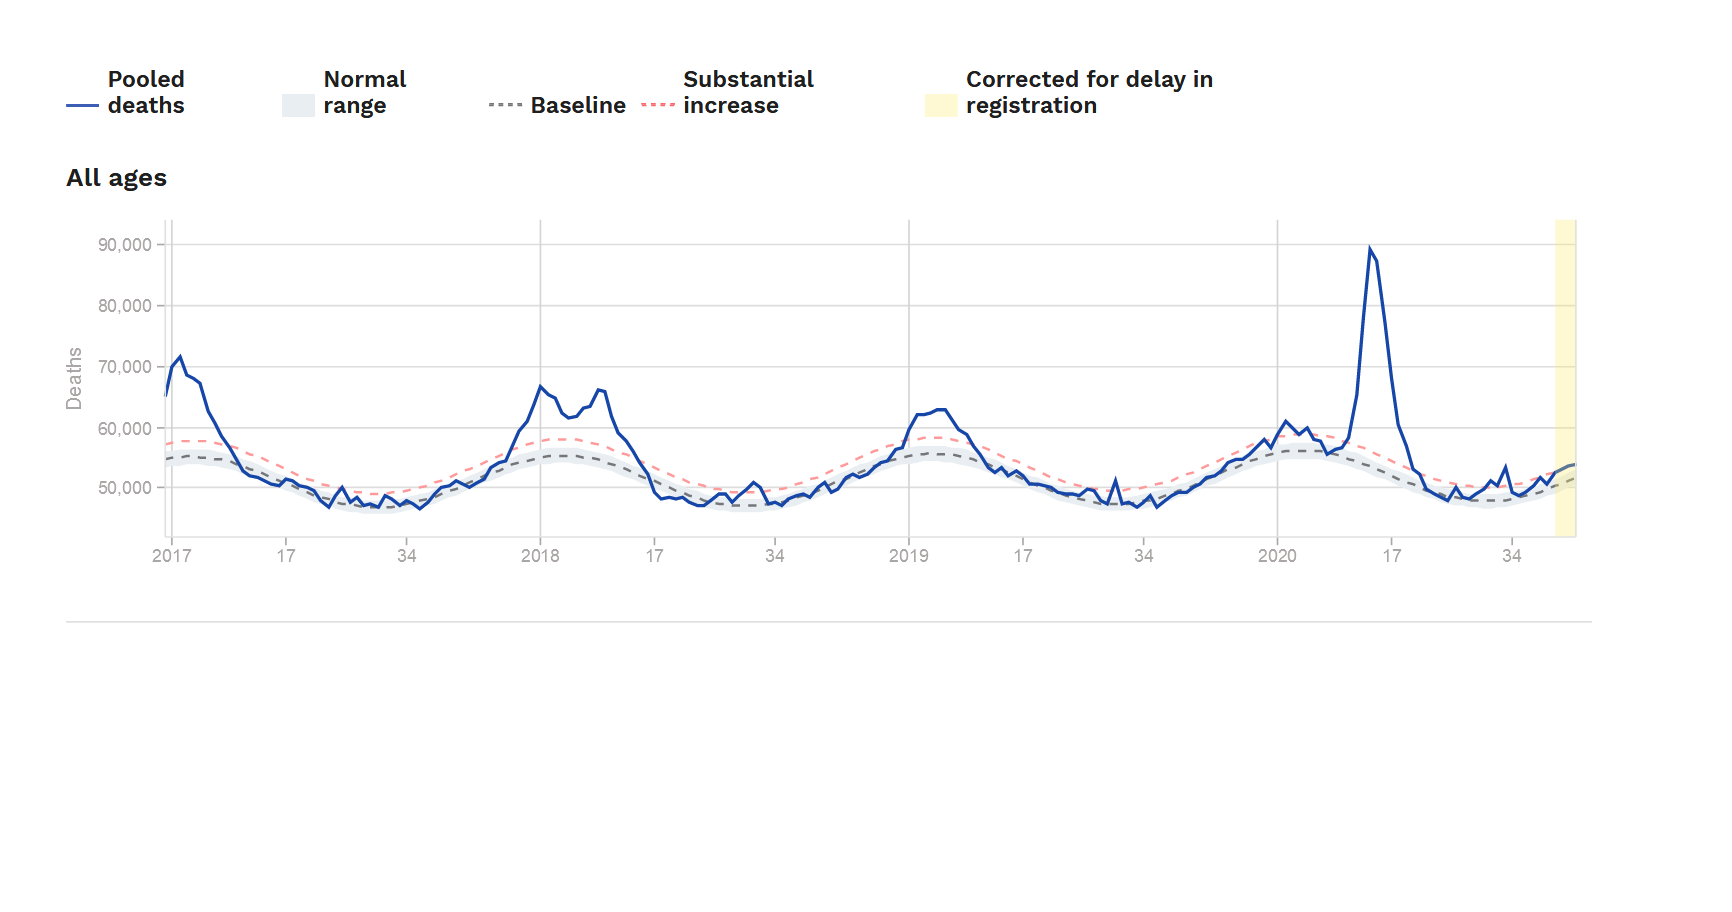 Pooled deaths
Normal range
Baseline
Substantial increase
Corrected for delay in registration
All ages
Deaths
90,000
80,000
70,000
60,000
50,000
2017 17 34 2018 17 34 2019 17 34 2020 17 34